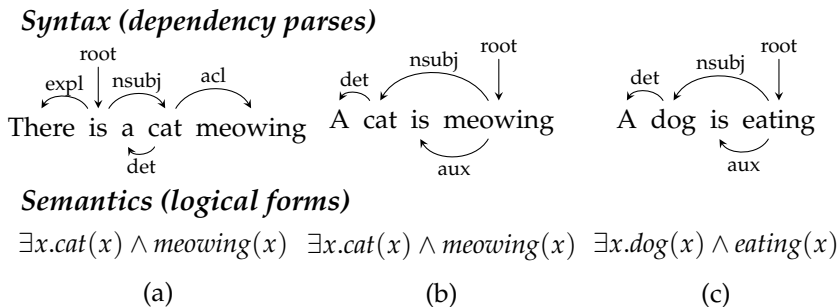 Syntax (dependency parses)
root root root
expl nsubj acl det nsubj det nsubj
There is a cat meowing A cat is meowing A dog is eating
det aux aux
Semantics (logical forms)
∃x.cat(x) ∧ meowing(x) ∃x.cat(x) ∧ meowing(x) ∃x.dog(x) ∧ eating(x)
(a) (b) (c)